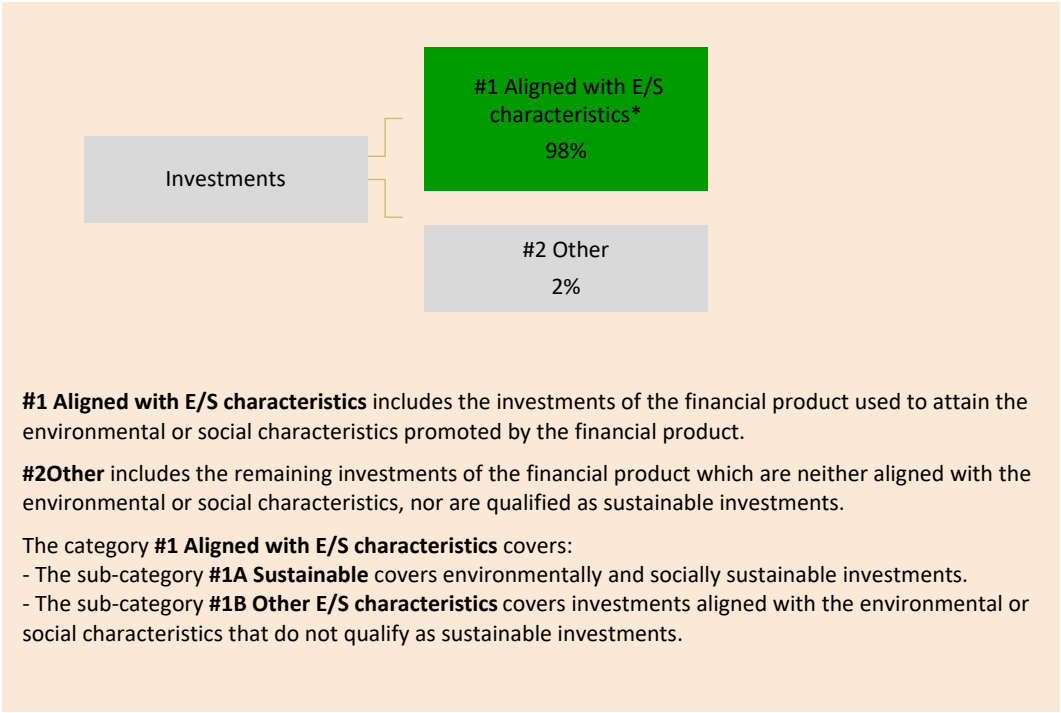 #1 Aligned with E/S
characteristics*
98%
Investments
#2 Other
2%
#1 Aligned with E/S characteristics includes the investments of the financial product used to attain the
environmental or social characteristics promoted by the financial product.
#2Other includes the remaining investments of the financial product which are neither aligned with the
environmental or social characteristics, nor are qualified as sustainable investments.
The category #1 Aligned with E/S characteristics covers:
- The sub-category #1A Sustainable covers environmentally and socially sustainable investments.
- The sub-category #1B Other E/S characteristics covers investments aligned with the environmental or
social characteristics that do not qualify as sustainable investments.